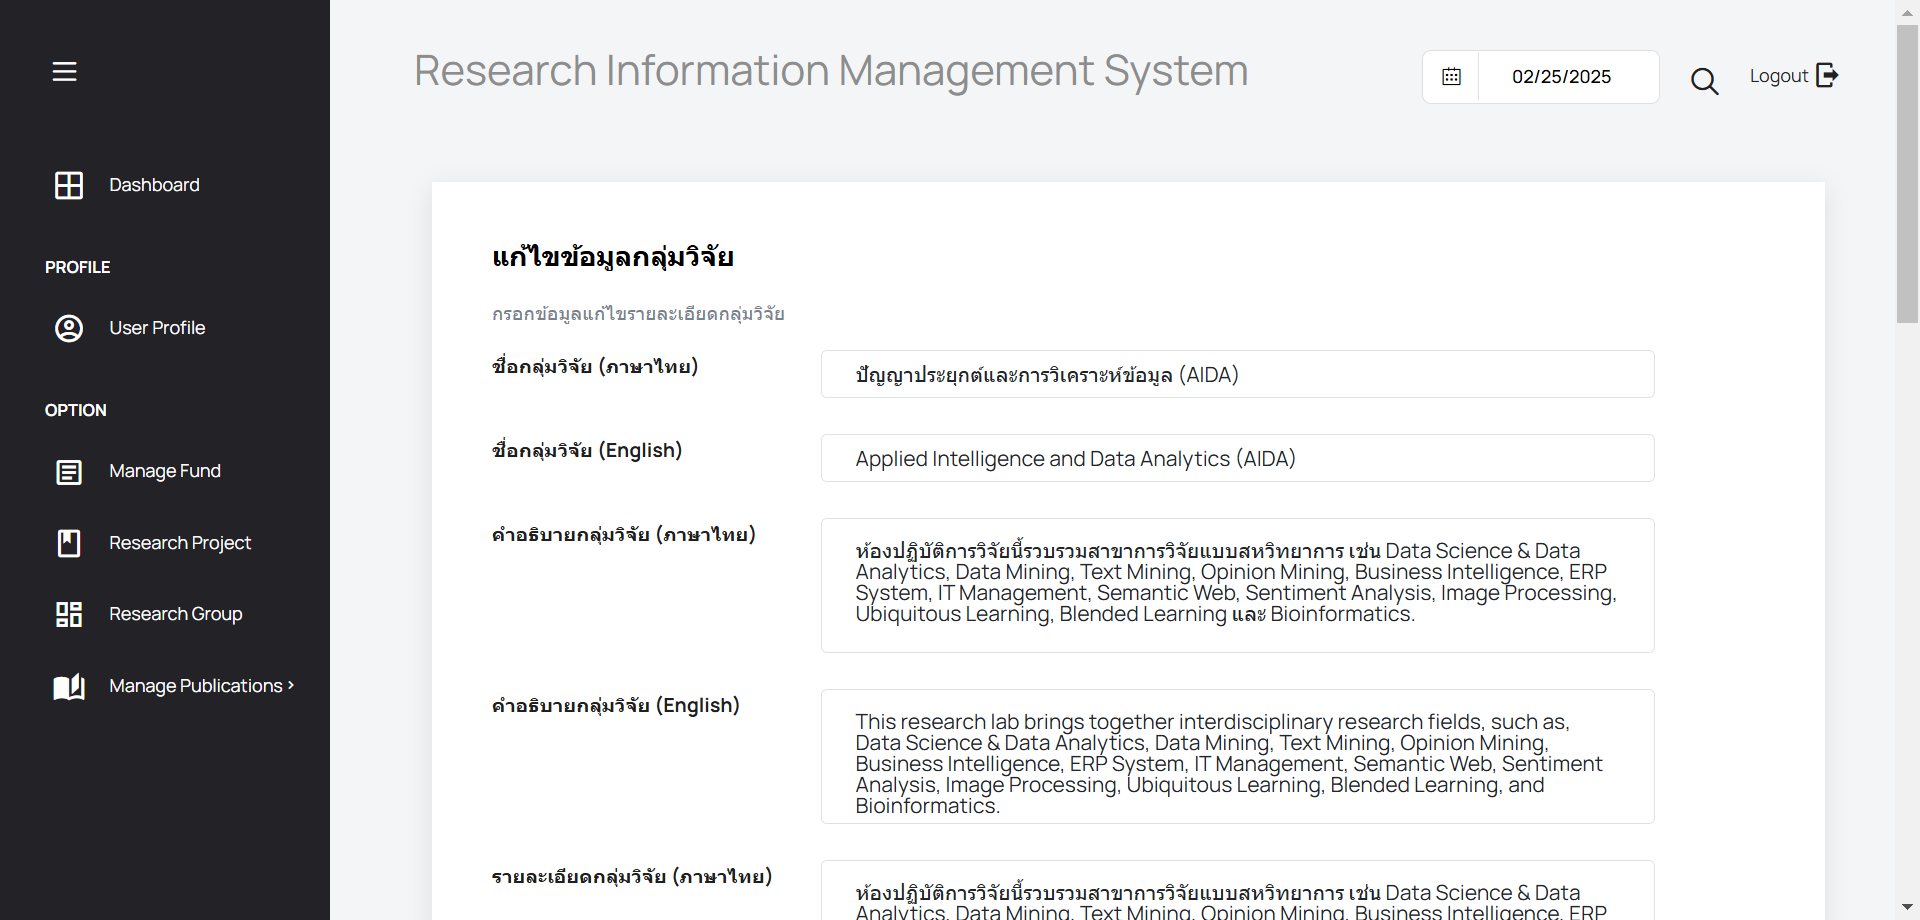 Research Information Management System
02/25/2025
Logout
Dashboard
PROFILE
User Profile
OPTION
Manage Fund
Research Project
Research Group
Manage Publications
แก้ไขข้อมูลกลุ่มวิจัย
กรอกข้อมูลแก้ไขรายละเอียดกลุ่มวิจัย
ชื่อกลุ่มวิจัย (ภาษาไทย)
ปัญญาประยุกต์และการวิเคราะห์ข้อมูล (AIDA)
ชื่อกลุ่มวิจัย (English)
Applied Intelligence and Data Analytics (AIDA)
คำอธิบายกลุ่มวิจัย (ภาษาไทย)
ห้องปฏิบัติการวิจัยนี้รวบรวมสาขาการวิจัยแบบสหวิทยาการ เช่น Data Science & Data
Analytics, Data Mining, Text Mining, Opinion Mining, Business Intelligence, ERP
System, IT Management, Semantic Web, Sentiment Analysis, Image Processing,
Ubiquitous Learning, Blended Learning และ Bioinformatics.
คำอธิบายกลุ่มวิจัย (English)
This research lab brings together interdisciplinary research fields, such as,
Data Science & Data Analytics, Data Mining, Text Mining, Opinion Mining,
Business Intelligence, ERP System, IT Management, Semantic Web, Sentiment
Analysis, Image Processing, Ubiquitous Learning, Blended Learning, and
Bioinformatics.
รายละเอียดกลุ่มวิจัย (ภาษาไทย)
ห้องปฏิบัติการวิจัยนี้รวบรวมสาขาการวิจัยแบบสหวิทยาการ เช่น Data Science & Data
Analytics, Data Mining, Text Mining, Opinion Mining, Business Intelligence, ERP